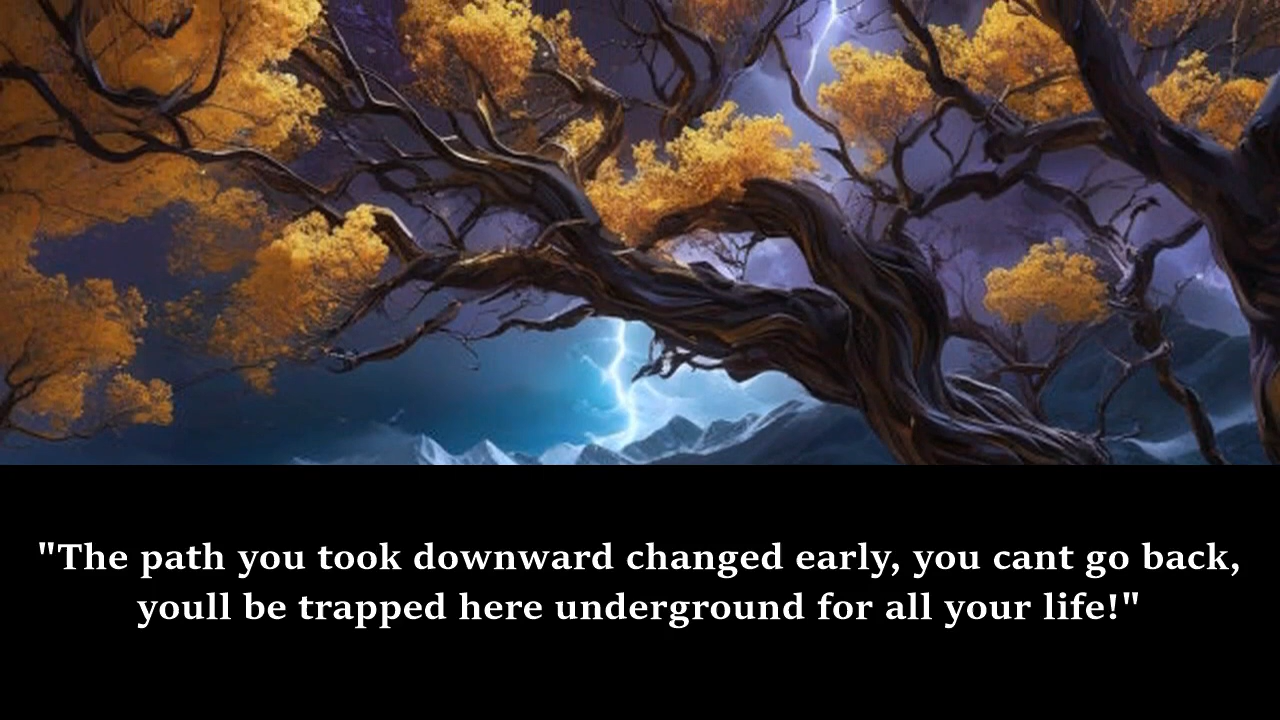 "The path you took downward changed early, you cant go back,
youll be trapped here underground for all your life!"